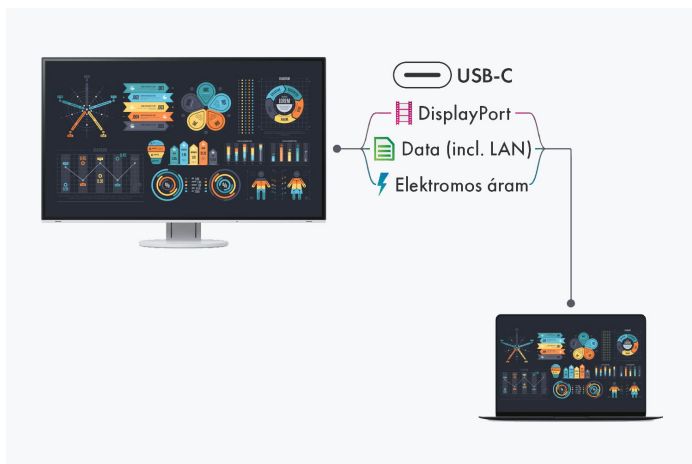 USB-C
DisplayPort
Data (incl. LAN)
Elektromos áram